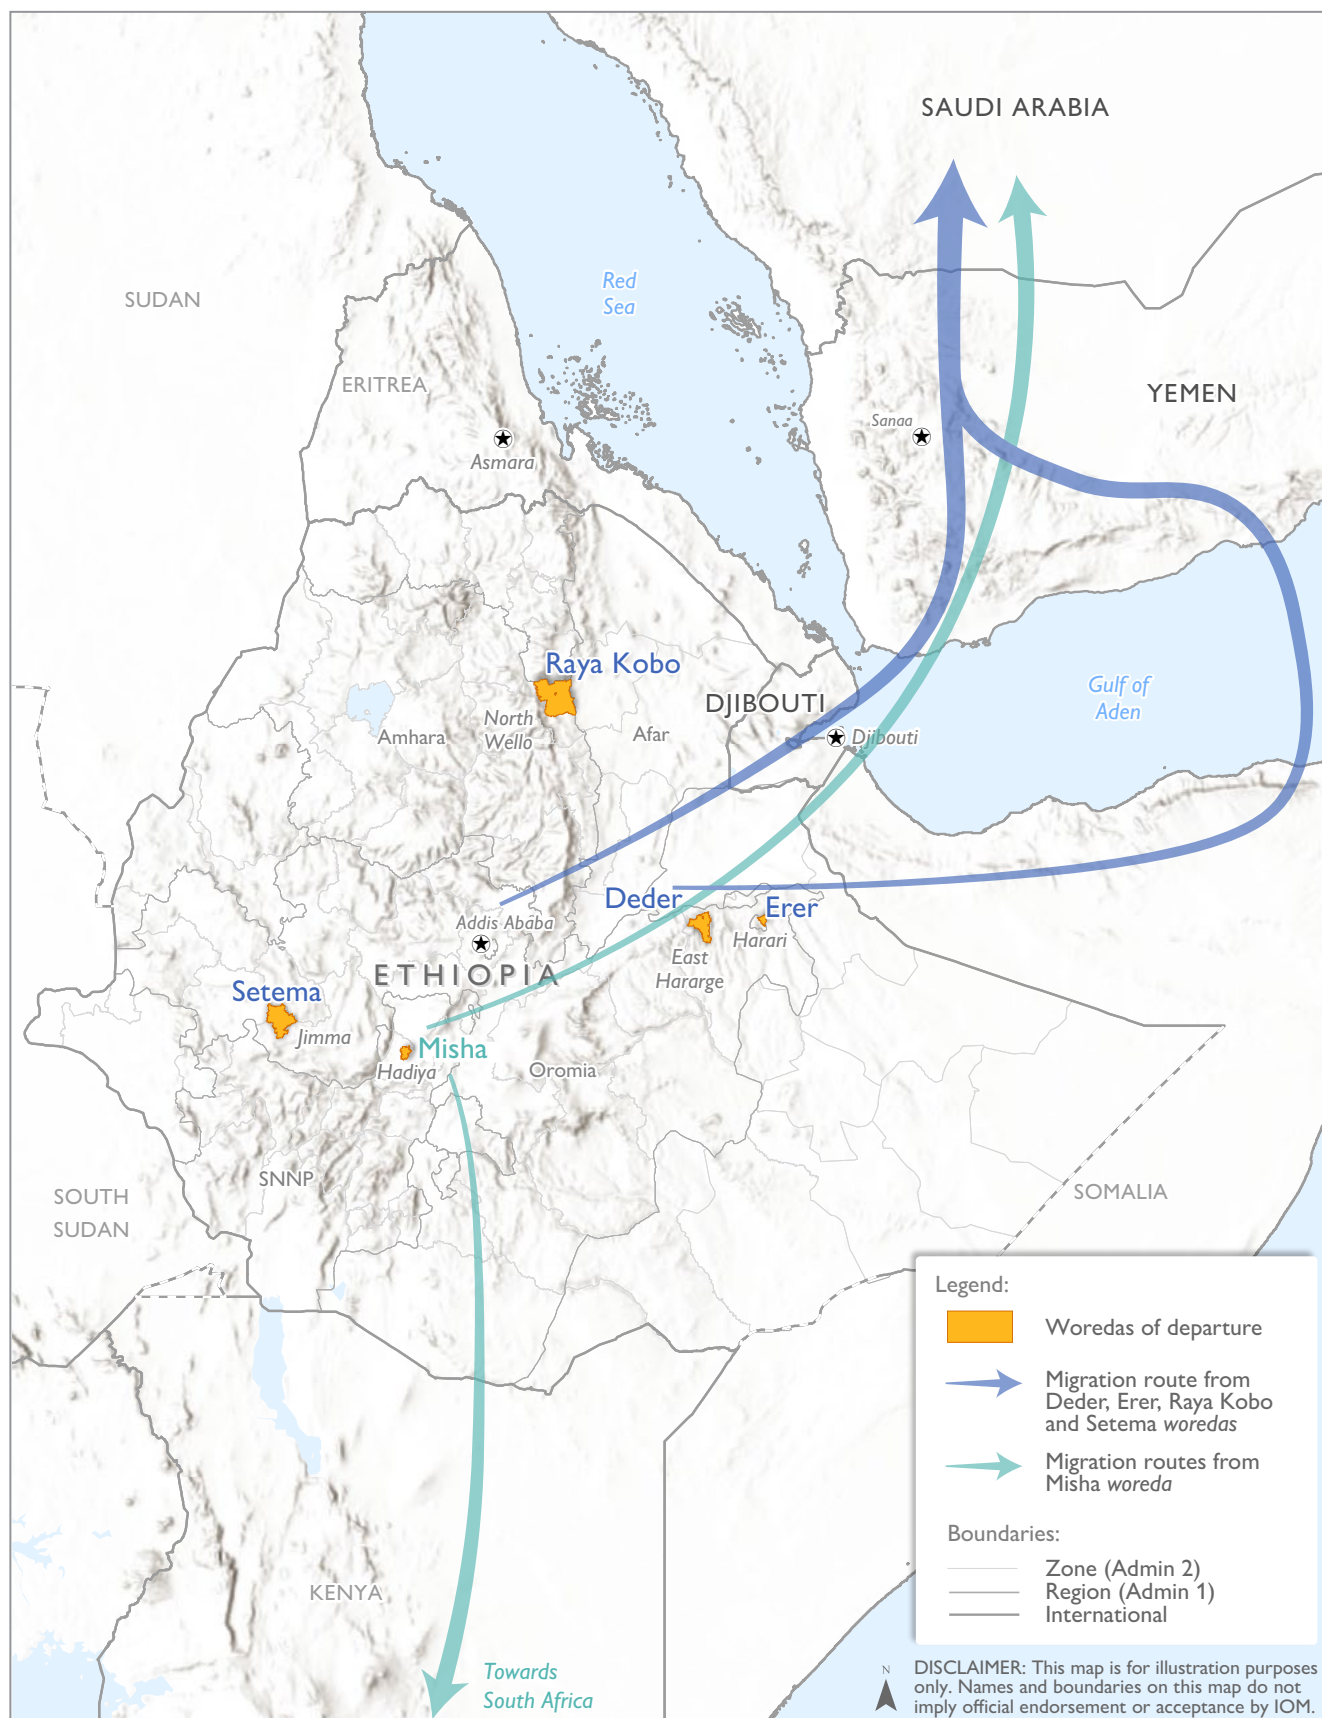 SAUDI ARABIA
Red
Sea
SUDAN
ERITREA
YEMEN
Sanaa
Asmara
Raya Kobo
Gulf of
Aden
DJIBOUTI
North
Wello
Amhara
Afar
Djibouti
Deder
Erer
Addis Ababa
Harari
East
Hararge
ETHIOPIA
Setema
Jimma
Misha
Hadiya
Oromia
SNNP
SOUTH
SUDAN
SOMALIA
Legend:
Woredas of departure
Migration route from
Deder, Erer, Raya Kobo
and Setema woredas
Migration routes from
Misha woreda
Boundaries:
Zone (Admin 2)
Region (Admin 1)
International
KENYA
Towards
South Africa
N
DISCLAIMER: This map is for illustration purposes
only. Names and boundaries on this map do not
imply official endorsement or acceptance by IOM.